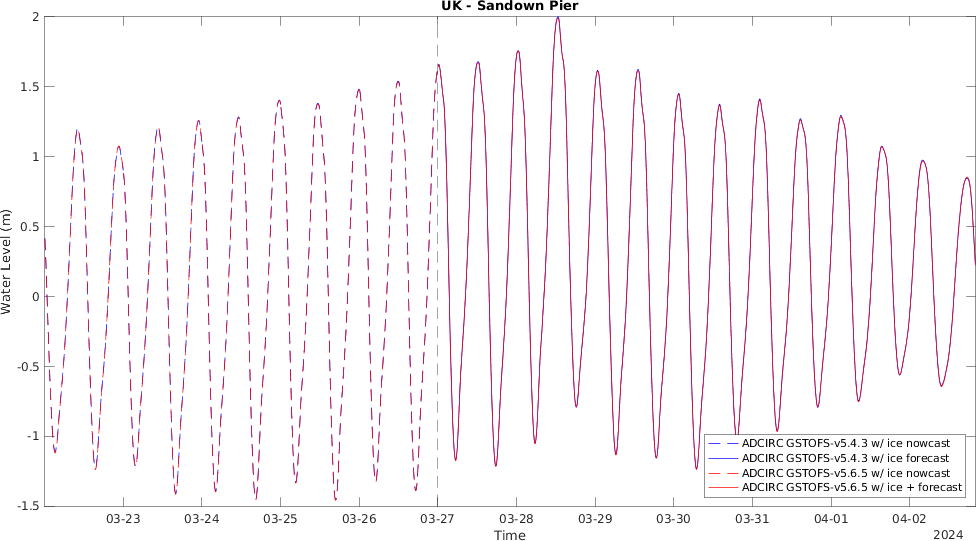 UK - Sandown Pier
2
1.5
1
0.5
0
-0.5
-1
-1.5
Water Level (m)
ADCIRC GSTOFS-v5.4.3 w/ ice nowcast
ADCIRC GSTOFS-v5.4.3 w/ ice forecast
ADCIRC GSTOFS-v5.6.5 w/ ice nowcast
ADCIRC GSTOFS-v5.6.5 w/ ice + forecast
03-23 03-24 03-25 03-26 03-27 03-28 03-29 03-30 03-31 04-01 04-02
Time
2024